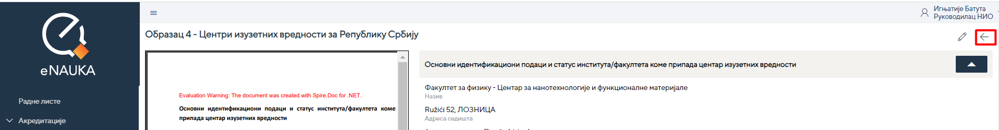 eNAUKA
Радне листе
Акредитације
Игњатије Батута
Руководилац НИО
Образац 4 - Центри изузетних вредности за Републику Србију
Evaluation Warning: The document was created with Spire.Doc for .NET.
Основни идентификациони подаци и статус института/факултета коме
припада центар изузетних вредности
Основни идентификациони подаци и статус института/факултета коме припада центар изузетних вредности
Факултет за физику - Центар за нанотехнологије и функционалне материјале
Назив
Ružići 52, ЛОЗНИЦА
Адреса седишта